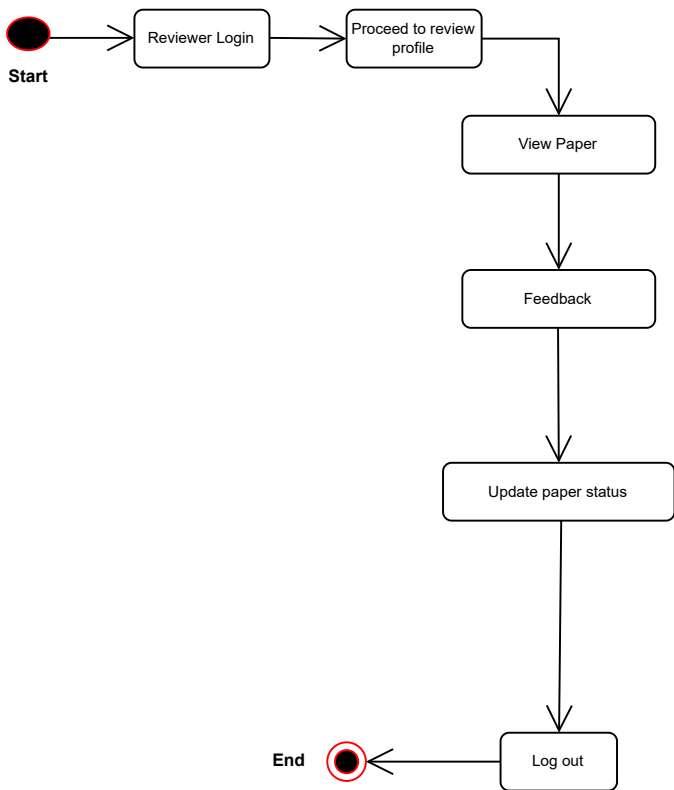 Start
Reviewer Login
Proceed to review
profile
View Paper
Feedback
Update paper status
Log out
End